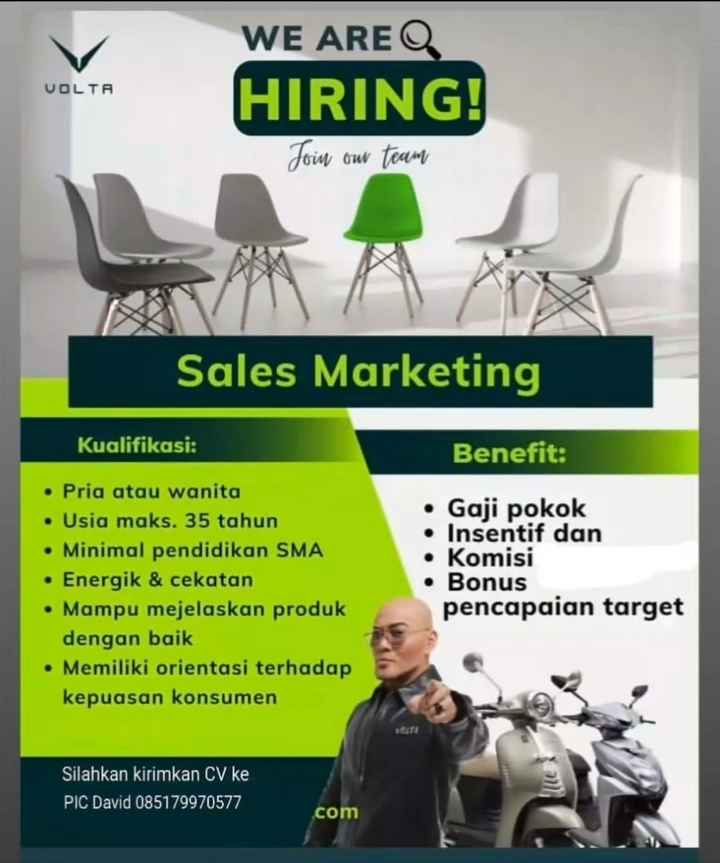 VOLTA
WE ARE
HIRING!
Join our team
Sales Marketing
Kualifikasi:
• Pria atau wanita
• Usia maks. 35 tahun
• Minimal pendidikan SMA
• Energik & cekatan
• Mampu mejelaskan produk
dengan baik
• Memiliki orientasi terhadap
kepuasan konsumen
Benefit:
• Gaji pokok
• Insentif dan
• Komisi
• Bonus
pencapaian target
VOLTA
Silahkan kirimkan CV ke
PIC David 085179970577
.com